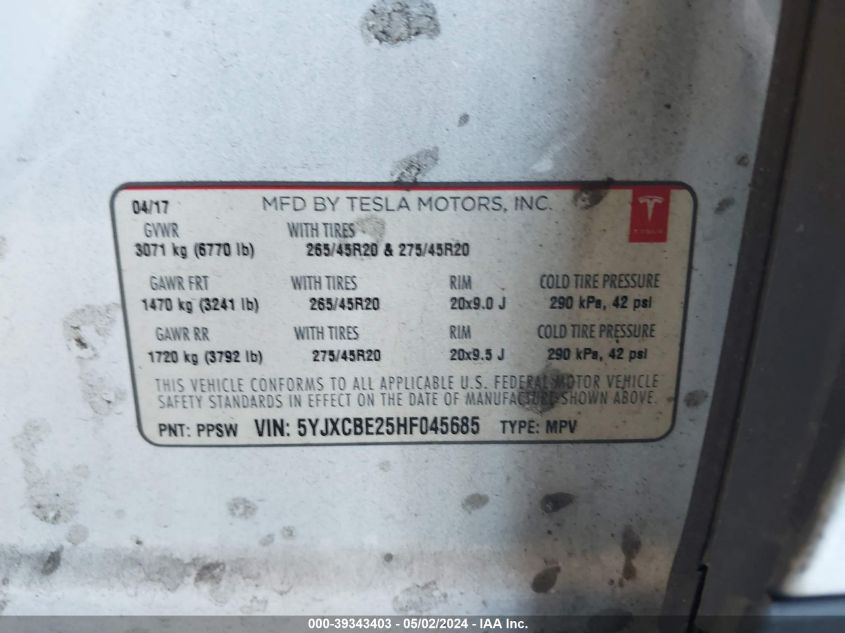 04/17 MFD BY TESLA MOTORS, INC.
TESLA
GVWR WITH TIRES
3071 kg (6770 lb) 265/45R20 & 275/45R20
GAWR FRT WITH TIRES RIM COLD TIRE PRESSURE
1470 kg (3241 lb) 265/45R20 20x9.0 J 290 kPa, 42 psi
GAWR RR WITH TIRES RIM COLD TIRE PRESSURE
1720 kg (3792 lb) 275/45R20 20x9.5 J 290 kPa, 42 psi
THIS VEHICLE CONFORMS TO ALL APPLICABLE U.S. FEDERAL MOTOR VEHICLE
SAFETY STANDARDS IN EFFECT ON THE DATE OF MANUFACTURE SHOWN ABOVE.
PNT: PPSW VIN: 5YJXCBE25HF045685 TYPE: MPV
000-39343403 - 05/02/2024 - IAA, Inc.